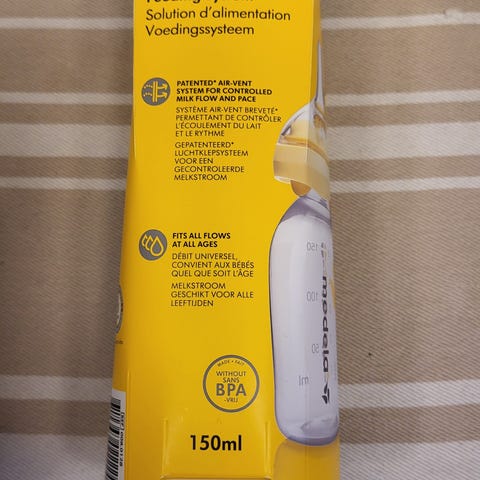 Solution d'alimentation
Voedingssysteem
PATENTED* AIR-VENT
SYSTEM FOR CONTROLLED
MILK FLOW AND PACE
SYSTÈME AIR-VENT BREVETÉ*
PERMETTANT DE CONTRÔLER
L'ÉCOULEMENT DU LAIT
ET LE RYTHME
GEPATENTEERD*
LUCHTKLEPSYSTEEM
VOOR EEN
GECONTROLEERDE
MELKSTROOM
FITS ALL FLOWS
AT ALL AGES
DÉBIT UNIVERSEL,
CONVIENT AUX BÉBÉS
QUEL QUE SOIT L'ÂGE
MELKSTROOM
GESCHIKT VOOR ALLE
LEEFTIJDEN
MADE • FAIT
WITHOUT
SANS
BPA
-VRIJ
150ml
150
100
50
ml
medela